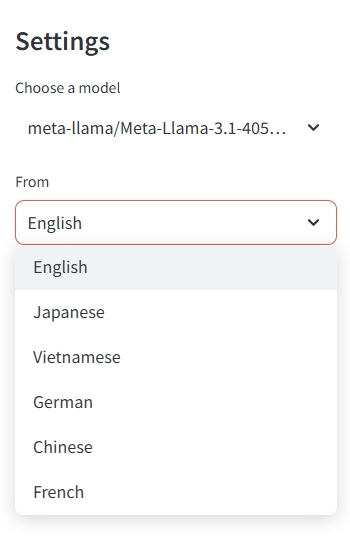 Settings
Choose a model
meta-llama/Meta-Llama-3.1-405...
From
English
English
Japanese
Vietnamese
German
Chinese
French